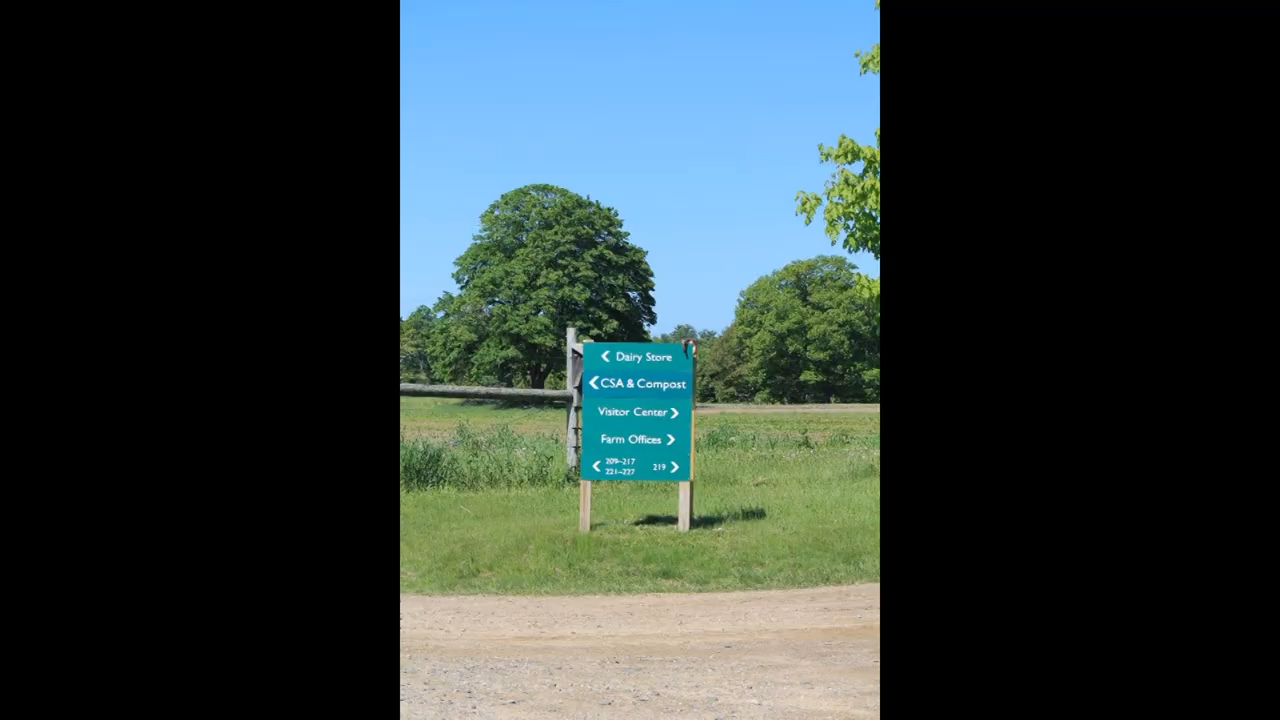 Dairy Store
CSA & Compost
Visitor Center
Farm Offices
209–217
221–227
219